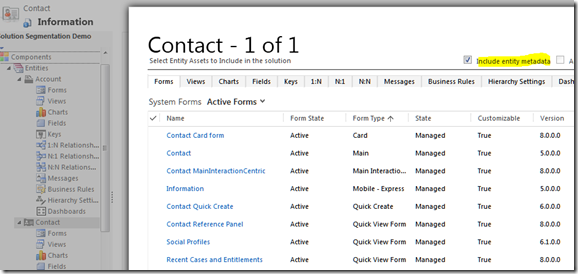 Contact
Information
Solution Segmentation Demo
Components
Entities
Account
Forms
Views
Charts
Fields
Keys
1:N Relationsh...
N:1 Relationsh...
N:N Relations...
Messages
Business Rules
Hierarchy Setti...
Dashboards
Contact
Forms
Views
Charts
Fields
Contact - 1 of 1
Select Entity Assets to Include in the solution
Include entity metadata A
Forms Views Charts Fields Keys 1:N N:1 N:N Messages Business Rules Hierarchy Settings Dash
System Forms Active Forms
Name Form State Form Type State Customizable Version
Contact Card form Active Card Managed True 8.0.0.0
Contact Active Main Managed True 5.0.0.0
Contact MainInteractionCentric Active Main Interactio... Managed True 8.0.0.0
Information Active Mobile - Express Managed True 5.0.0.0
Contact Quick Create Active Quick Create Managed True 6.0.0.0
Contact Reference Panel Active Quick View Form Managed True 8.0.0.0
Social Profiles Active Quick View Form Managed True 6.1.0.0
Recent Cases and Entitlements Active Quick View Form Managed True 8.0.0.0